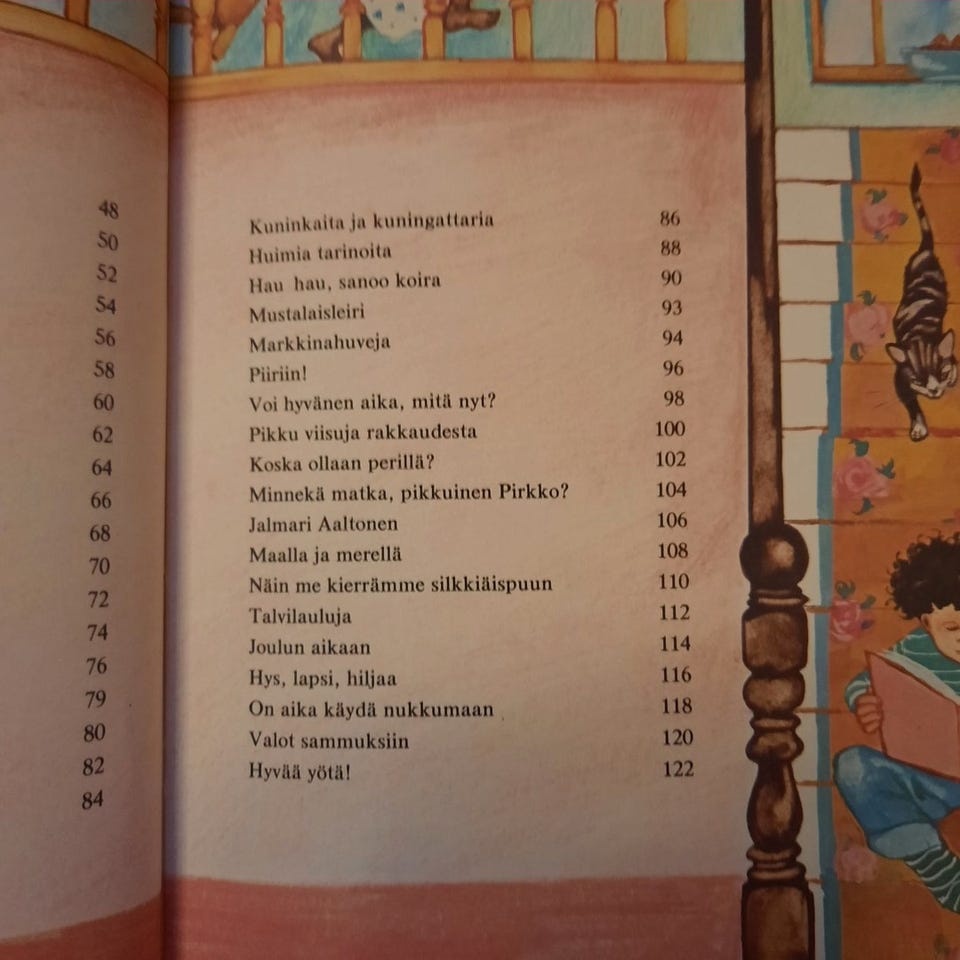 48
50
52
54
56
58
60
62
64
66
68
70
72
74
76
79
80
82
84
Kuninkaita ja kuningattaria 86
Huimia tarinoita 88
Hau hau, sanoo koira 90
Mustalaisleiri 93
Markkinahuveja 94
Piiriin! 96
Voi hyvänen aika, mitä nyt? 98
Pikku viisuja rakkaudesta 100
Koska ollaan perillä? 102
Minnekä matka, pikkuinen Pirkko? 104
Jalmari Aaltonen 106
Maalla ja merellä 108
Näin me kierrämme silkkiäispuun 110
Talvilauluja 112
Joulun aikaan 114
Hys, lapsi, hiljaa 116
On aika käydä nukkumaan 118
Valot sammuksiin 120
Hyvää yötä! 122